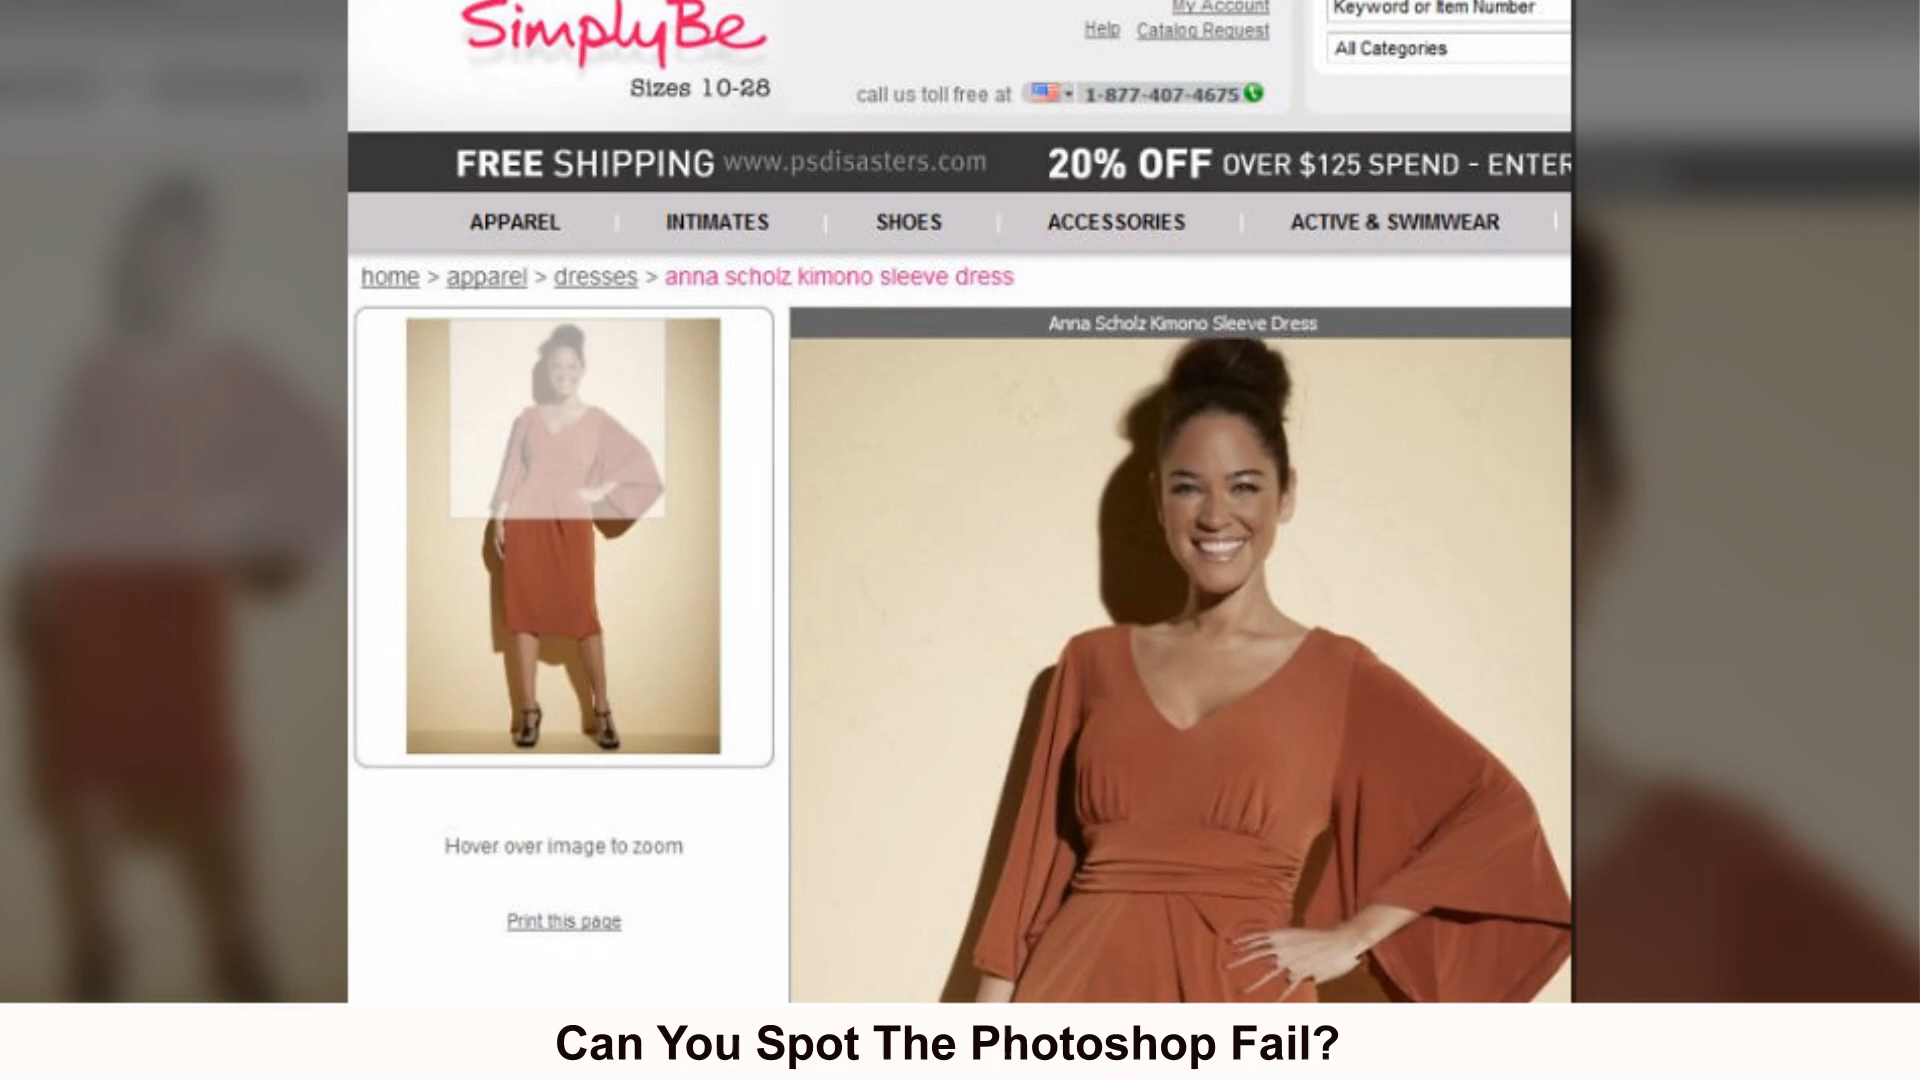 SimplyBe
Sizes 10-28
My Account
Help Catalog Request
call us toll free at 1-877-407-4675
Keyword or Item Number
All Categories
FREE SHIPPING www.psdisasters.com 20% OFF OVER $125 SPEND - ENTER
APPAREL INTIMATES SHOES ACCESSORIES ACTIVE & SWIMWEAR
home > apparel > dresses > anna scholz kimono sleeve dress
Anna Scholz Kimono Sleeve Dress
Hover over image to zoom
Print this page
Can You Spot The Photoshop Fail?